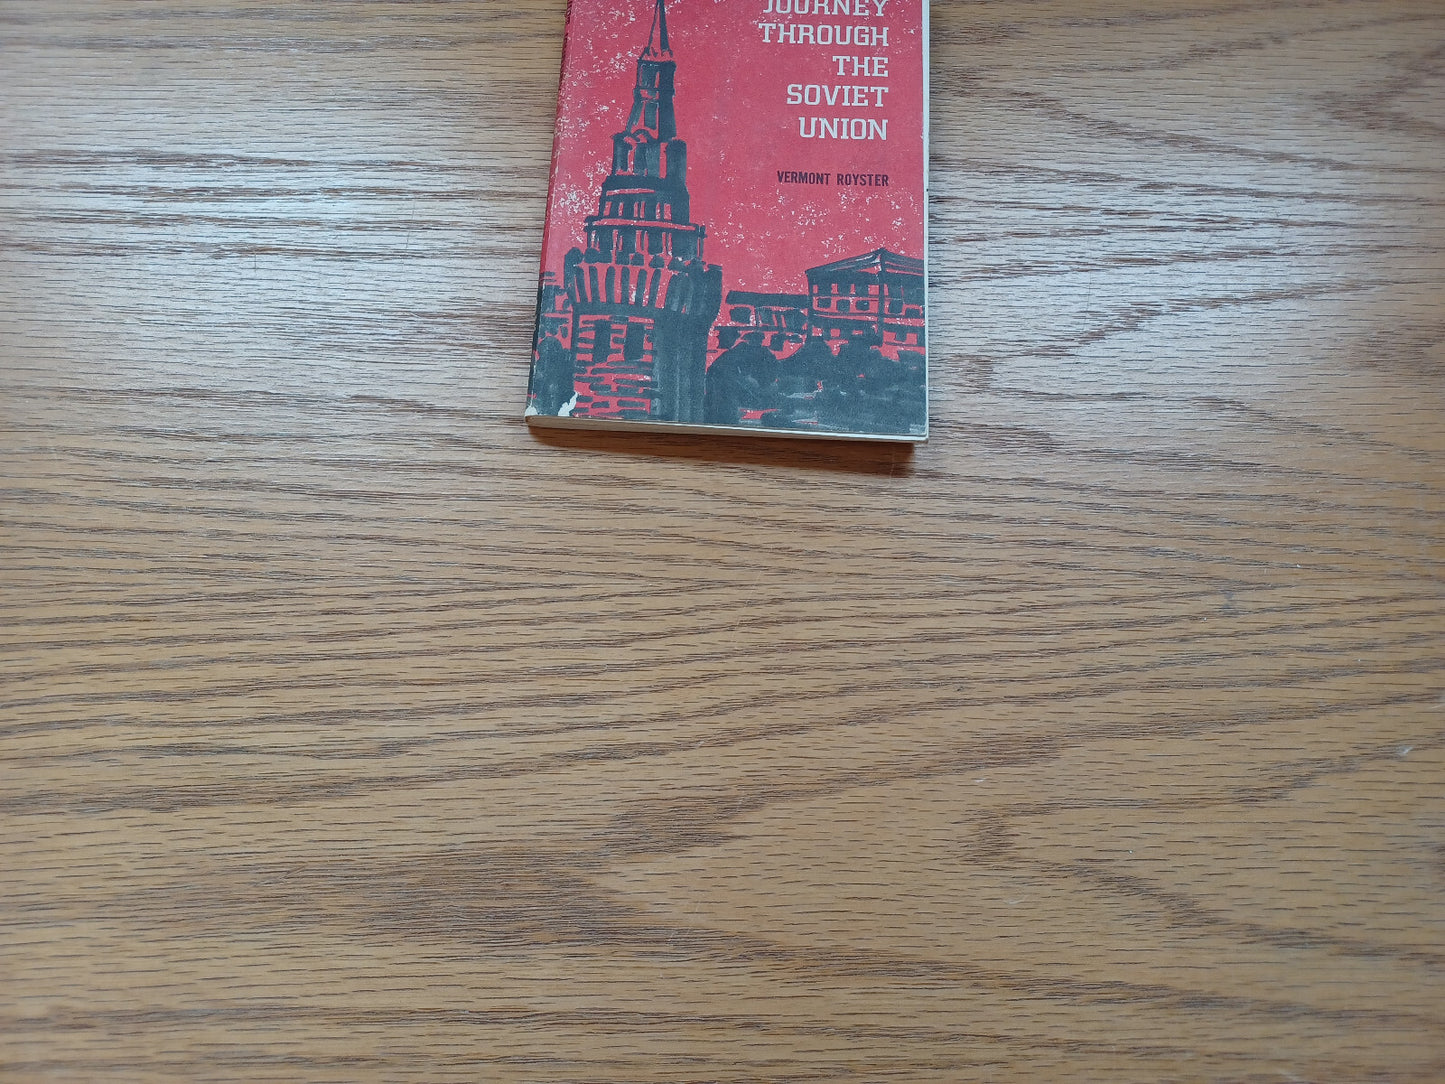 JOURNEY
THROUGH
THE
SOVIET
UNION
VERMONT ROYSTER